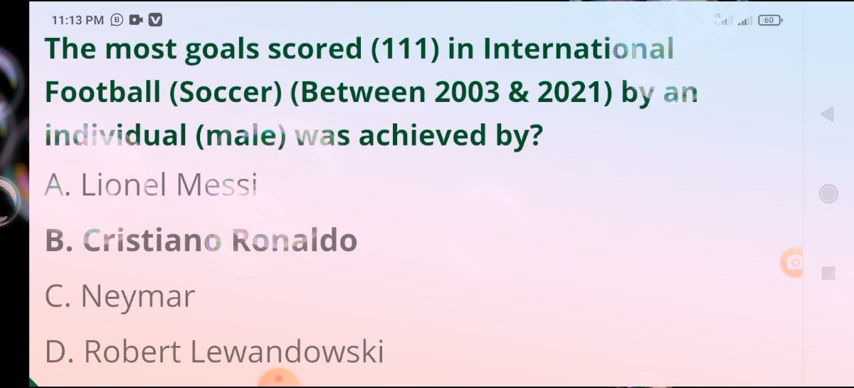 11:13 PM
60
The most goals scored (111) in International
Football (Soccer) (Between 2003 & 2021) by an
individual (male) was achieved by?
A. Lionel Messi
B. Cristiano Ronaldo
C. Neymar
D. Robert Lewandowski